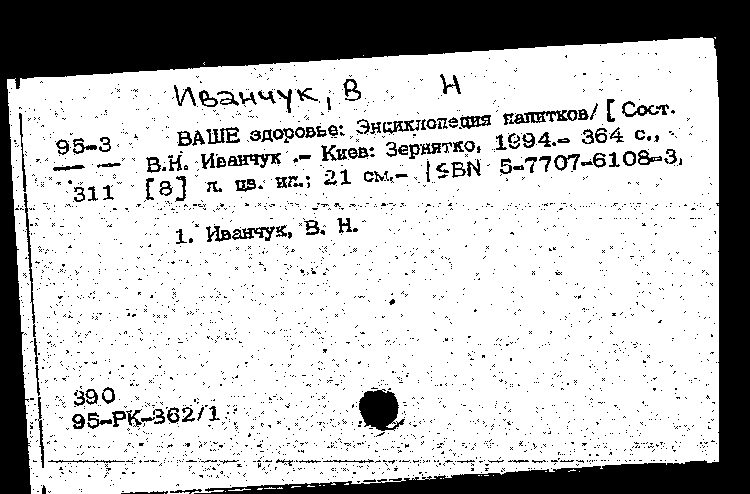 Иванчук, В Н
95-3 ВАШЕ здоровье: Энциклопедия напитков/ [ Сост.
В.Н. Иванчук .- Киев: Зернятко, 1994.- 364 с.,
311 [8] л. цв. ил.; 21 см.- ISBN 5-7707-6108-3,
1. Иванчук, В. Н.
390
95-РК-362/1